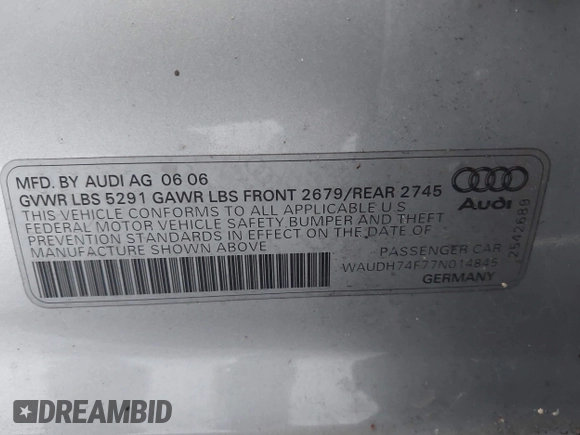 MFD. BY AUDI AG 06 06
GVWR LBS 5291 GAWR LBS FRONT 2679/REAR 2745
THIS VEHICLE CONFORMS TO ALL APPLICABLE U S
FEDERAL MOTOR VEHICLE SAFETY BUMPER AND THEFT
PREVENTION STANDARDS IN EFFECT ON THE DATE OF
MANUFACTURE SHOWN ABOVE
PASSENGER CAR
WAUDH74F77N014845
GERMANY
Audi
2542689
DREAMBID